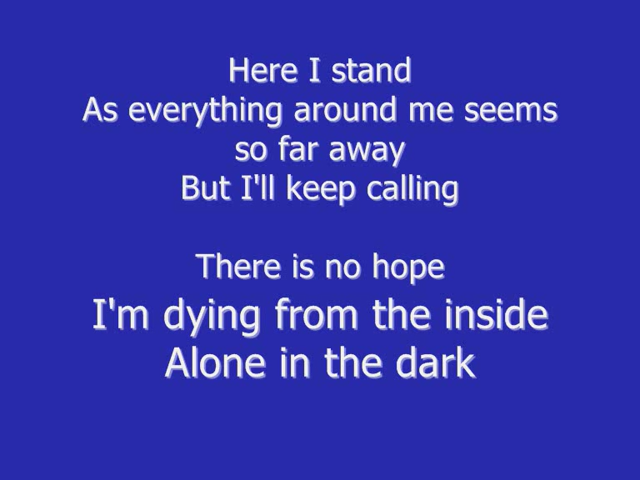 Here I stand
As everything around me seems
so far away
But I'll keep calling
There is no hope
I'm dying from the inside
Alone in the dark